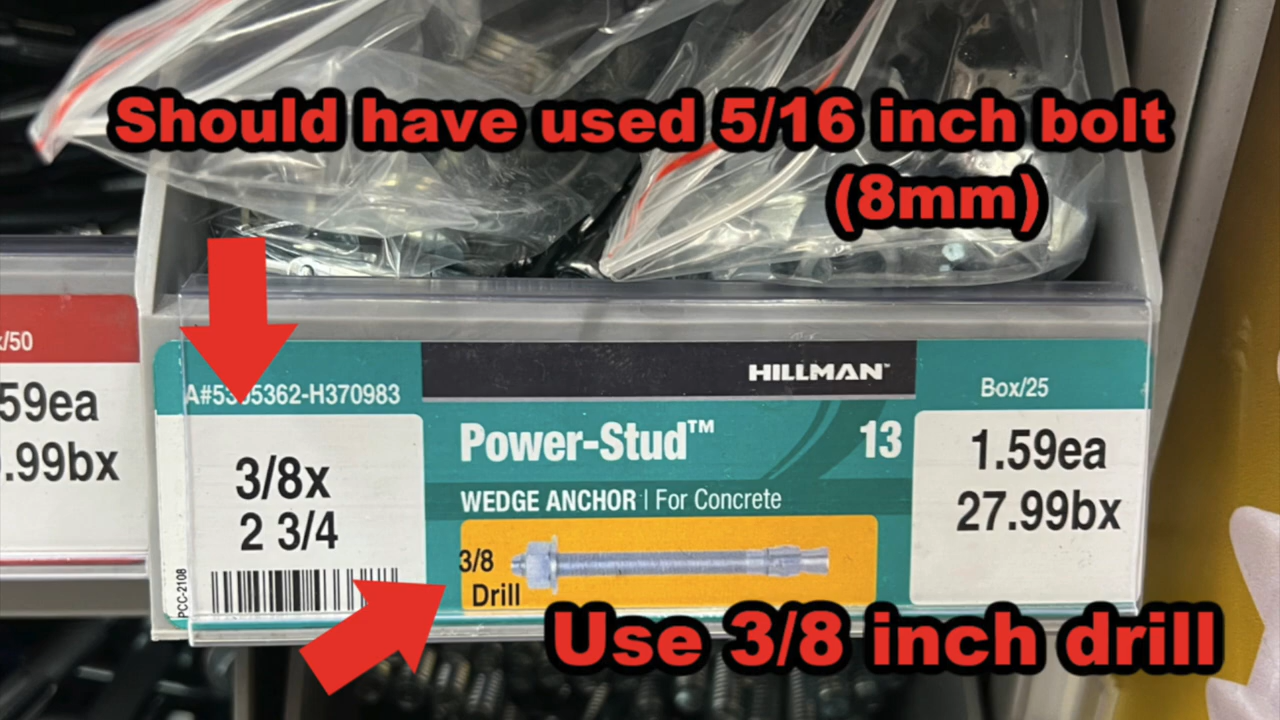 Should have used 5/16 inch bolt
(8mm)
/50
59ea
.99bx
HILLMAN
Box/25
Power-Stud™
13
3/8x
2 3/4
WEDGE ANCHOR | For Concrete
1.59ea
27.99bx
3/8
Drill
PCC-2108
Use 3/8 inch drill